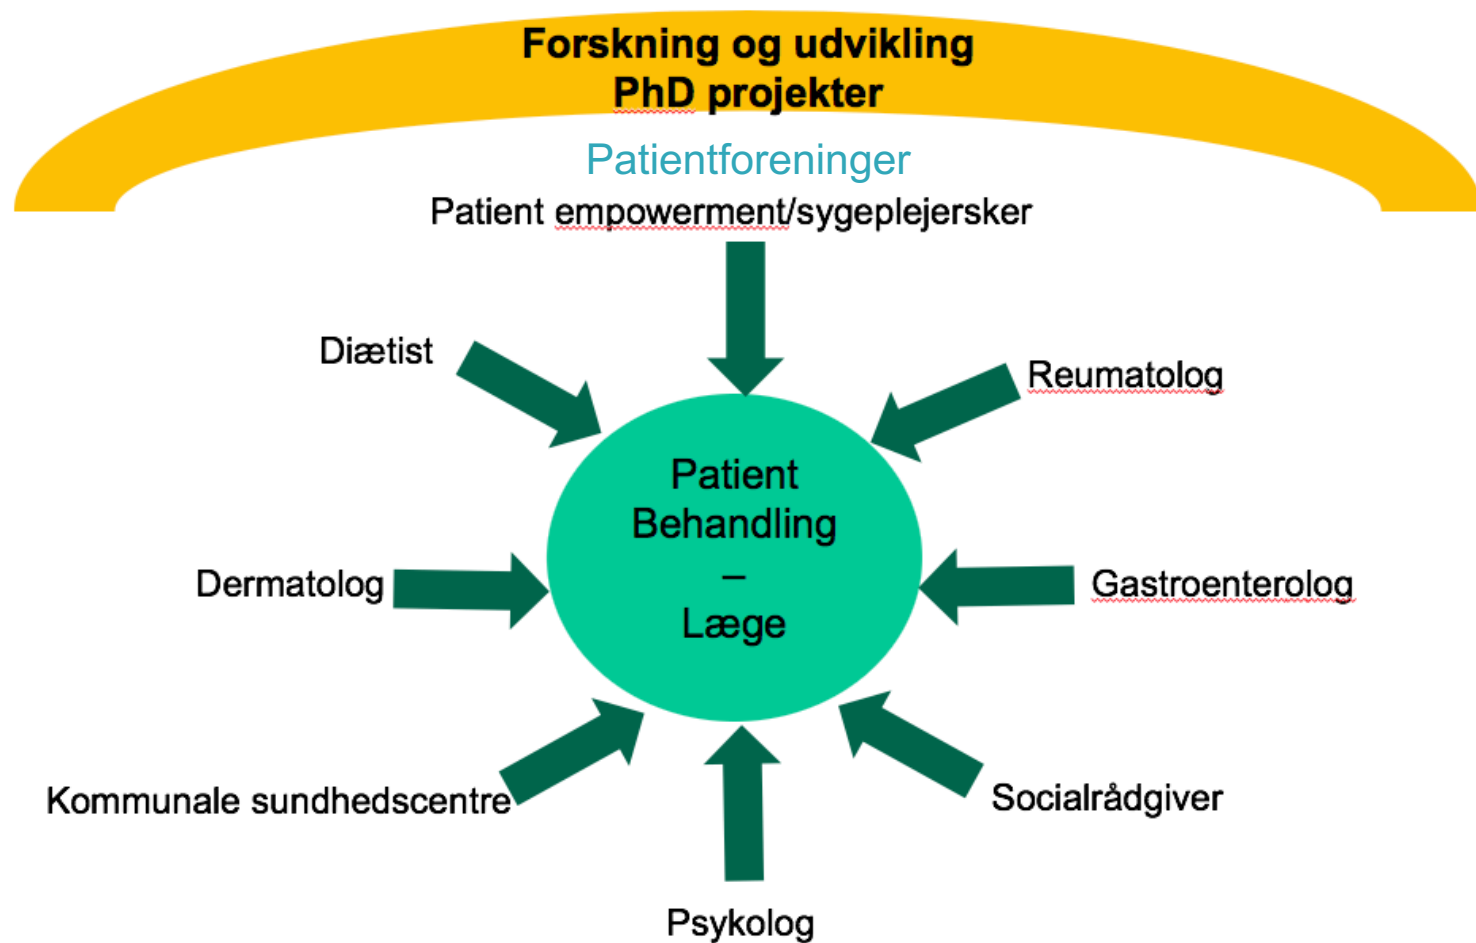 Forskning og udvikling
PhD projekter
Patientforeninger
Patient empowerment/sygeplejersker
Diætist
Reumatolog
Patient
Behandling
–
Læge
Dermatolog
Gastroenterolog
Kommunale sundhedscentre
Socialrådgiver
Psykolog